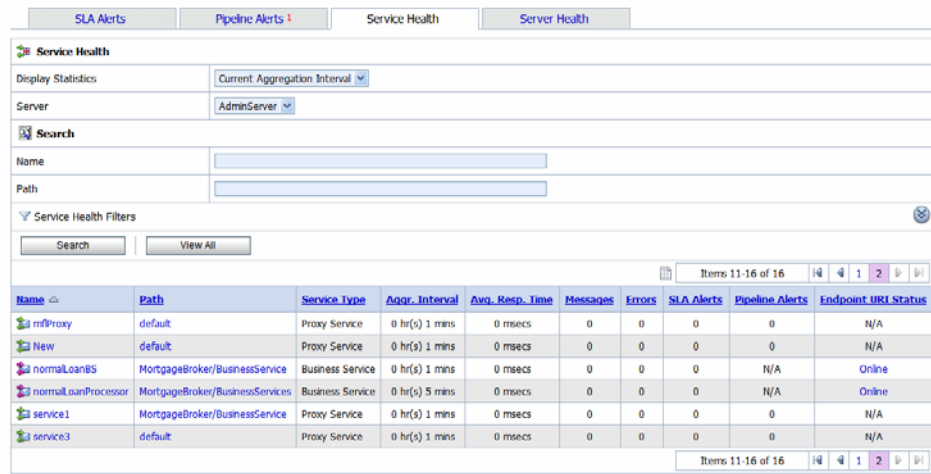 SLA Alerts Pipeline Alerts 1 Service Health Server Health
Service Health
Display Statistics Current Aggregation Interval
Server AdminServer
Search
Name
Path
Service Health Filters
Search View All
Items 11-16 of 16 1 2
Name Path Service Type Aggr. Interval Avg. Resp. Time Messages Errors SLA Alerts Pipeline Alerts Endpoint URI Status
mflProxy default Proxy Service 0 hr(s) 1 mins 0 msecs 0 0 0 0 N/A
New default Proxy Service 0 hr(s) 1 mins 0 msecs 0 0 0 0 N/A
normalLoanBS MortgageBroker/BusinessService Business Service 0 hr(s) 1 mins 0 msecs 0 0 0 N/A Online
normalLoanProcessor MortgageBroker/BusinessServices Business Service 0 hr(s) 5 mins 0 msecs 0 0 0 N/A Online
service1 MortgageBroker/BusinessService Proxy Service 0 hr(s) 1 mins 0 msecs 0 0 0 0 N/A
service3 default Proxy Service 0 hr(s) 1 mins 0 msecs 0 0 0 0 N/A
Items 11-16 of 16 1 2